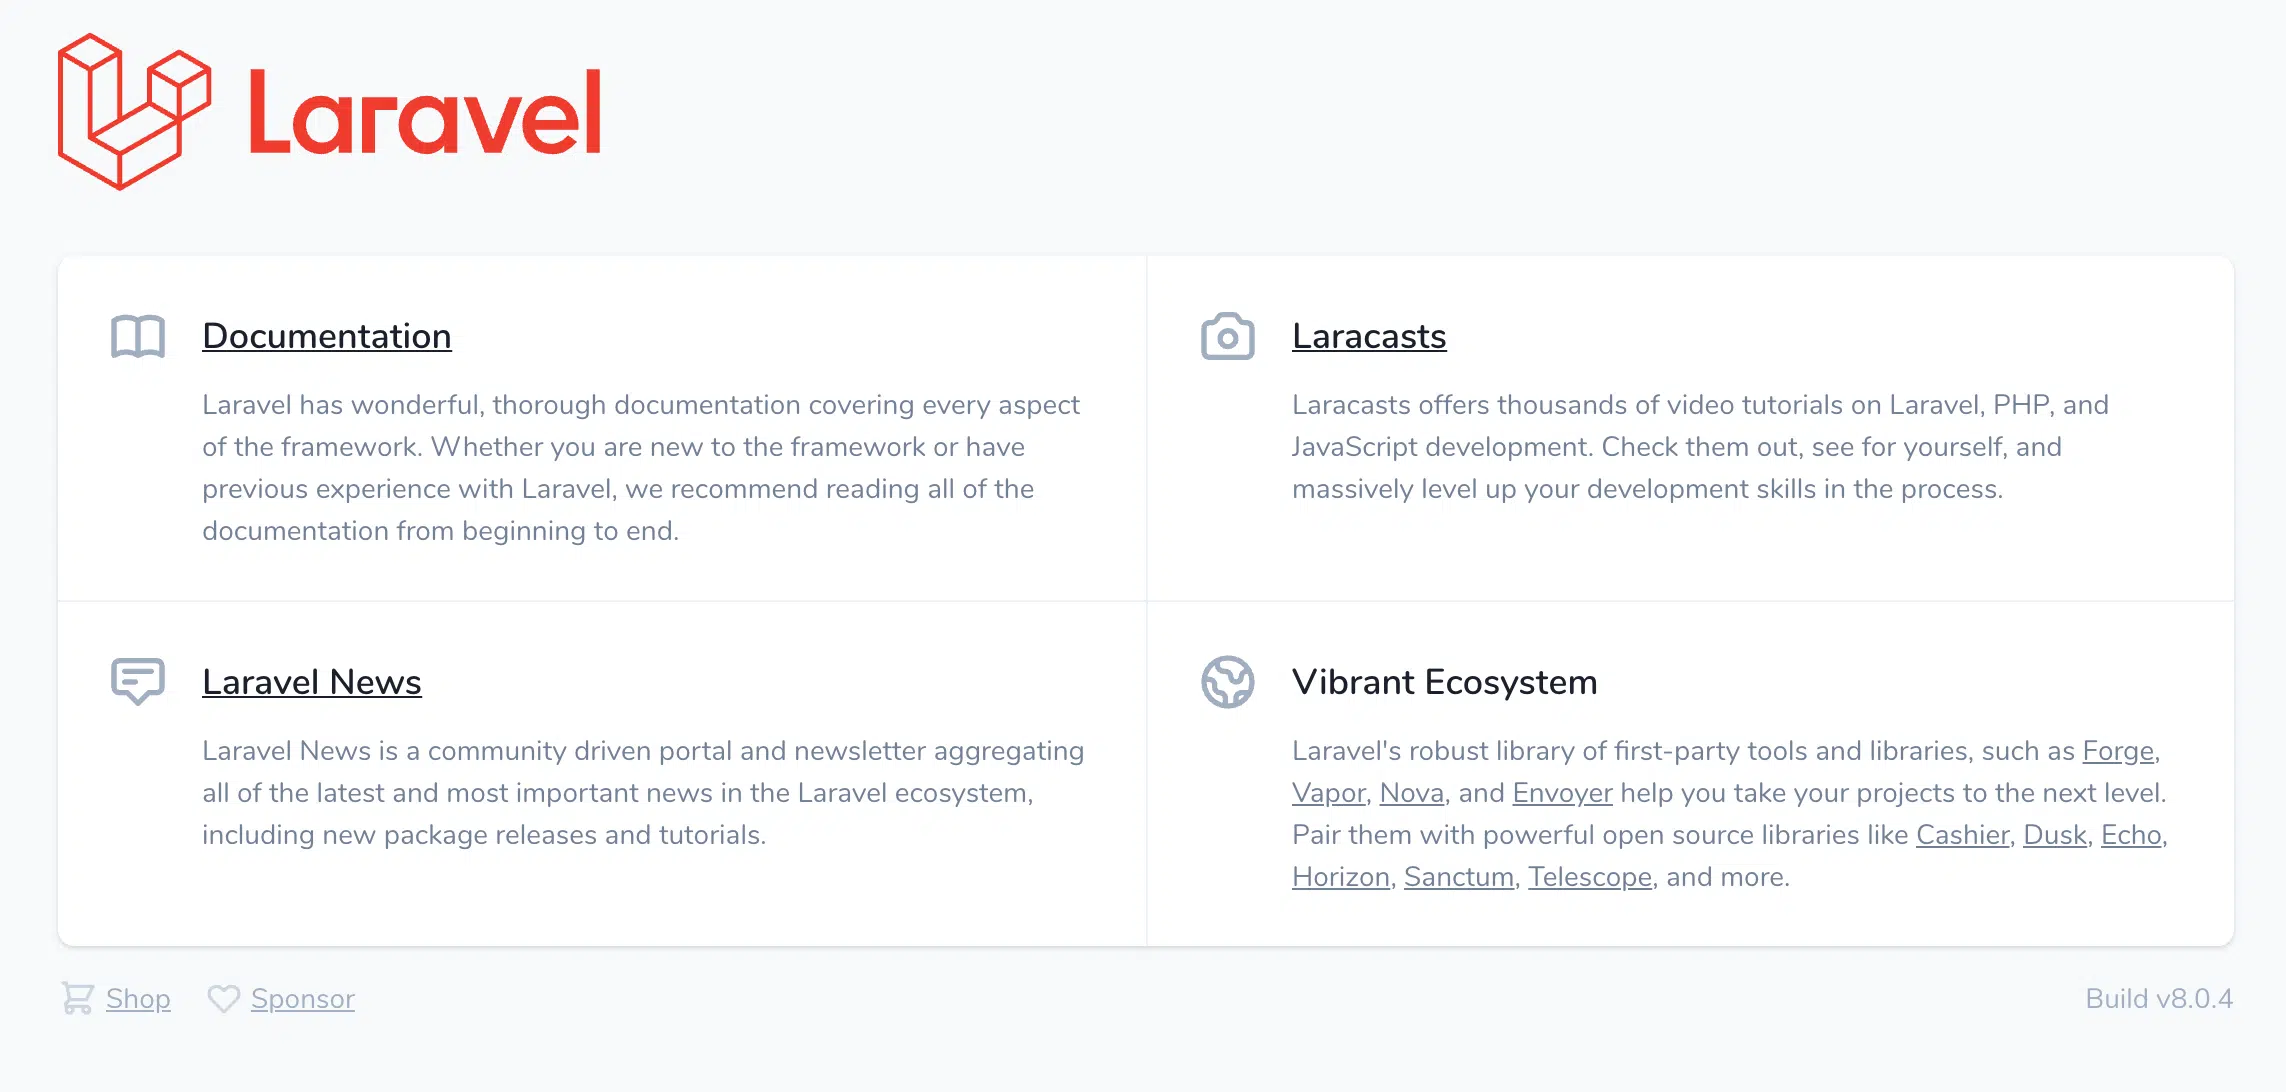 Laravel
Documentation
Laravel has wonderful, thorough documentation covering every aspect
of the framework. Whether you are new to the framework or have
previous experience with Laravel, we recommend reading all of the
documentation from beginning to end.
Laracasts
Laracasts offers thousands of video tutorials on Laravel, PHP, and
JavaScript development. Check them out, see for yourself, and
massively level up your development skills in the process.
Laravel News
Laravel News is a community driven portal and newsletter aggregating
all of the latest and most important news in the Laravel ecosystem,
including new package releases and tutorials.
Vibrant Ecosystem
Laravel's robust library of first-party tools and libraries, such as Forge,
Vapor, Nova, and Envoyer help you take your projects to the next level.
Pair them with powerful open source libraries like Cashier, Dusk, Echo,
Horizon, Sanctum, Telescope, and more.
Shop Sponsor
Build v8.0.4